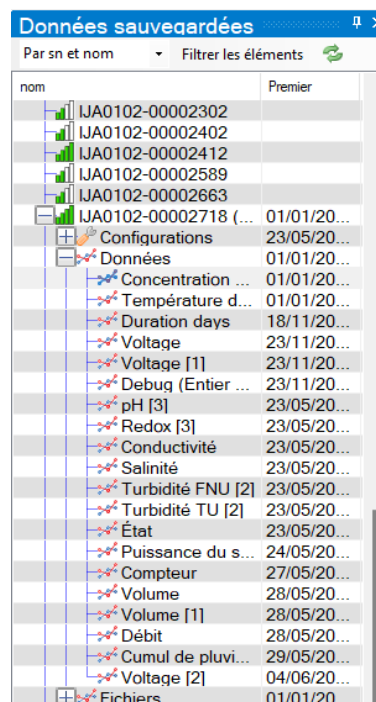 Données sauvegardées
Par sn et nom Filtrer les éléments
nom Premier
IJA0102-00002302
IJA0102-00002402
IJA0102-00002412
IJA0102-00002589
IJA0102-00002663
IJA0102-00002718 (... 01/01/20...
Configurations 23/05/20...
Données 01/01/20...
Concentration ... 01/01/20...
Température d... 01/01/20...
Duration days 18/11/20...
Voltage 23/11/20...
Voltage [1] 23/11/20...
Debug (Entier ... 23/11/20...
pH [3] 23/05/20...
Redox [3] 23/05/20...
Conductivité 23/05/20...
Salinité 23/05/20...
Turbidité FNU [2] 23/05/20...
Turbidité TU [2] 23/05/20...
État 23/05/20...
Puissance du s... 24/05/20...
Compteur 27/05/20...
Volume 28/05/20...
Volume [1] 28/05/20...
Débit 28/05/20...
Cumul de pluvi... 29/05/20...
Voltage [2] 04/06/20...
Fichiers 01/01/20...